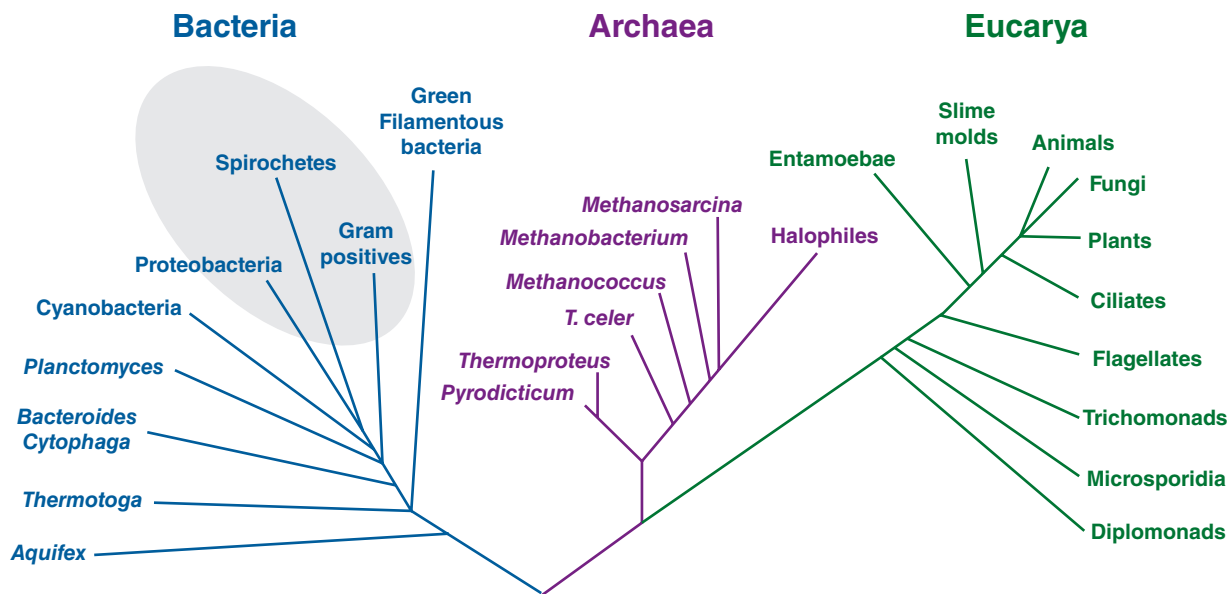 Bacteria
Archaea
Eucarya
Green
Filamentous
bacteria
Spirochetes
Gram
positives
Proteobacteria
Cyanobacteria
Planctomyces
Bacteroides
Cytophaga
Thermotoga
Aquifex
Methanosarcina
Methanobacterium
Halophiles
Methanococcus
T. celer
Thermoproteus
Pyrodicticum
Slime
molds
Entamoebae
Animals
Fungi
Plants
Ciliates
Flagellates
Trichomonads
Microsporidia
Diplomonads